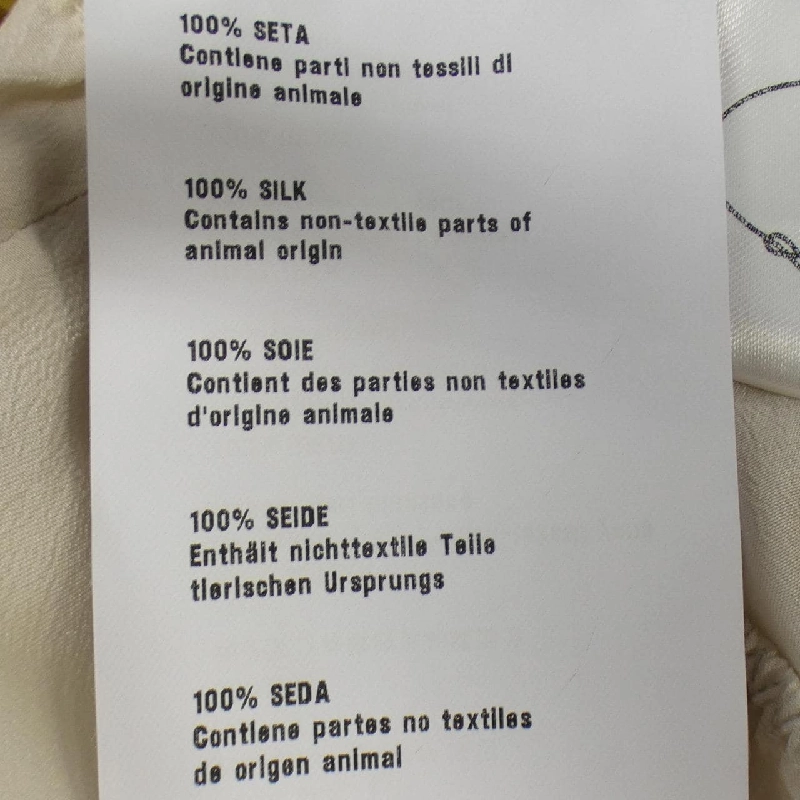 100% SETA
Contiene parti non tessili di
origine animale
100% SILK
Contains non-textile parts of
animal origin
100% SOIE
Contient des parties non textiles
d'origine animale
100% SEIDE
Enthält nichttextile Teile
tierischen Ursprungs
100% SEDA
Contiene partes no textiles
de origen animal